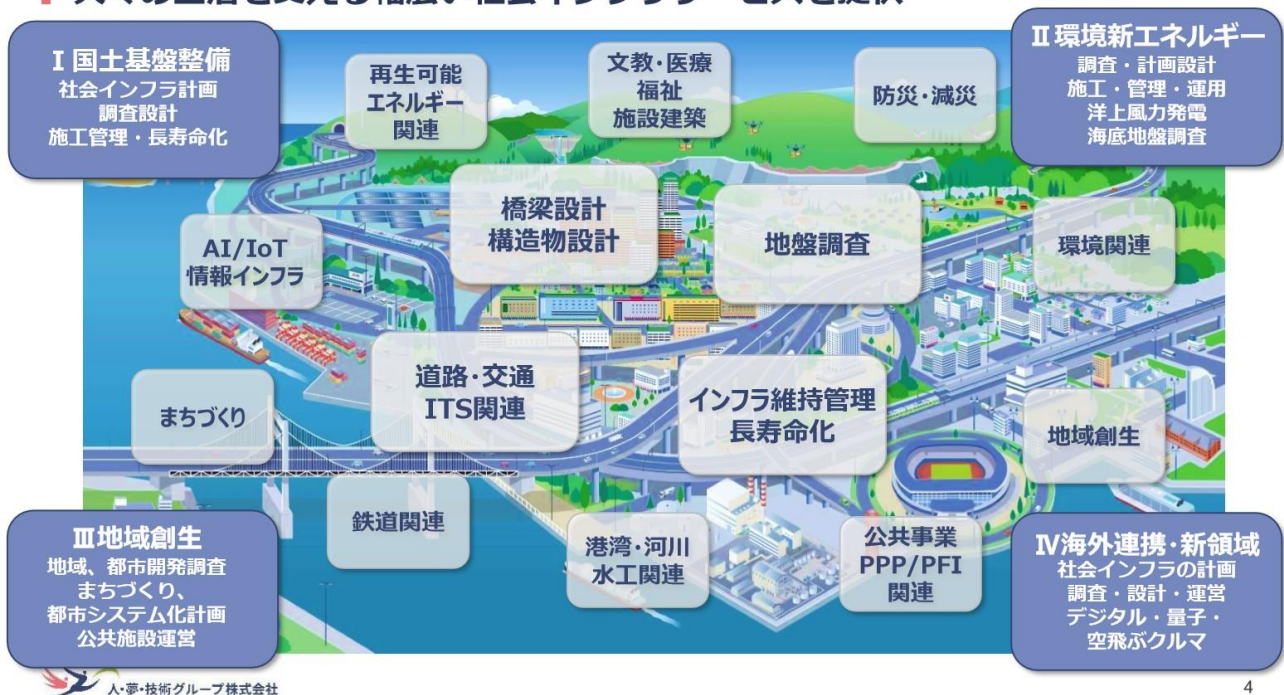 Ⅰ国土基盤整備
社会インフラ計画
調査設計
施工管理・長寿命化
再生可能
エネルギー
関連
文教・医療
福祉
施設建築
防災・減災
Ⅱ環境新エネルギー
調査・計画設計
施工・管理・運用
洋上風力発電
海底地盤調査
AI/IoT
情報インフラ
橋梁設計
構造物設計
地盤調査
環境関連
まちづくり
道路・交通
ITS関連
インフラ維持管理
長寿命化
地域創生
Ⅲ地域創生
地域、都市開発調査
まちづくり、
都市システム化計画
公共施設運営
鉄道関連
港湾・河川
水工関連
公共事業
PPP/PFI
関連
Ⅳ海外連携・新領域
社会インフラの計画
調査・設計・運営
デジタル・量子・
空飛ぶクルマ
人・夢・技術グループ株式会社
4